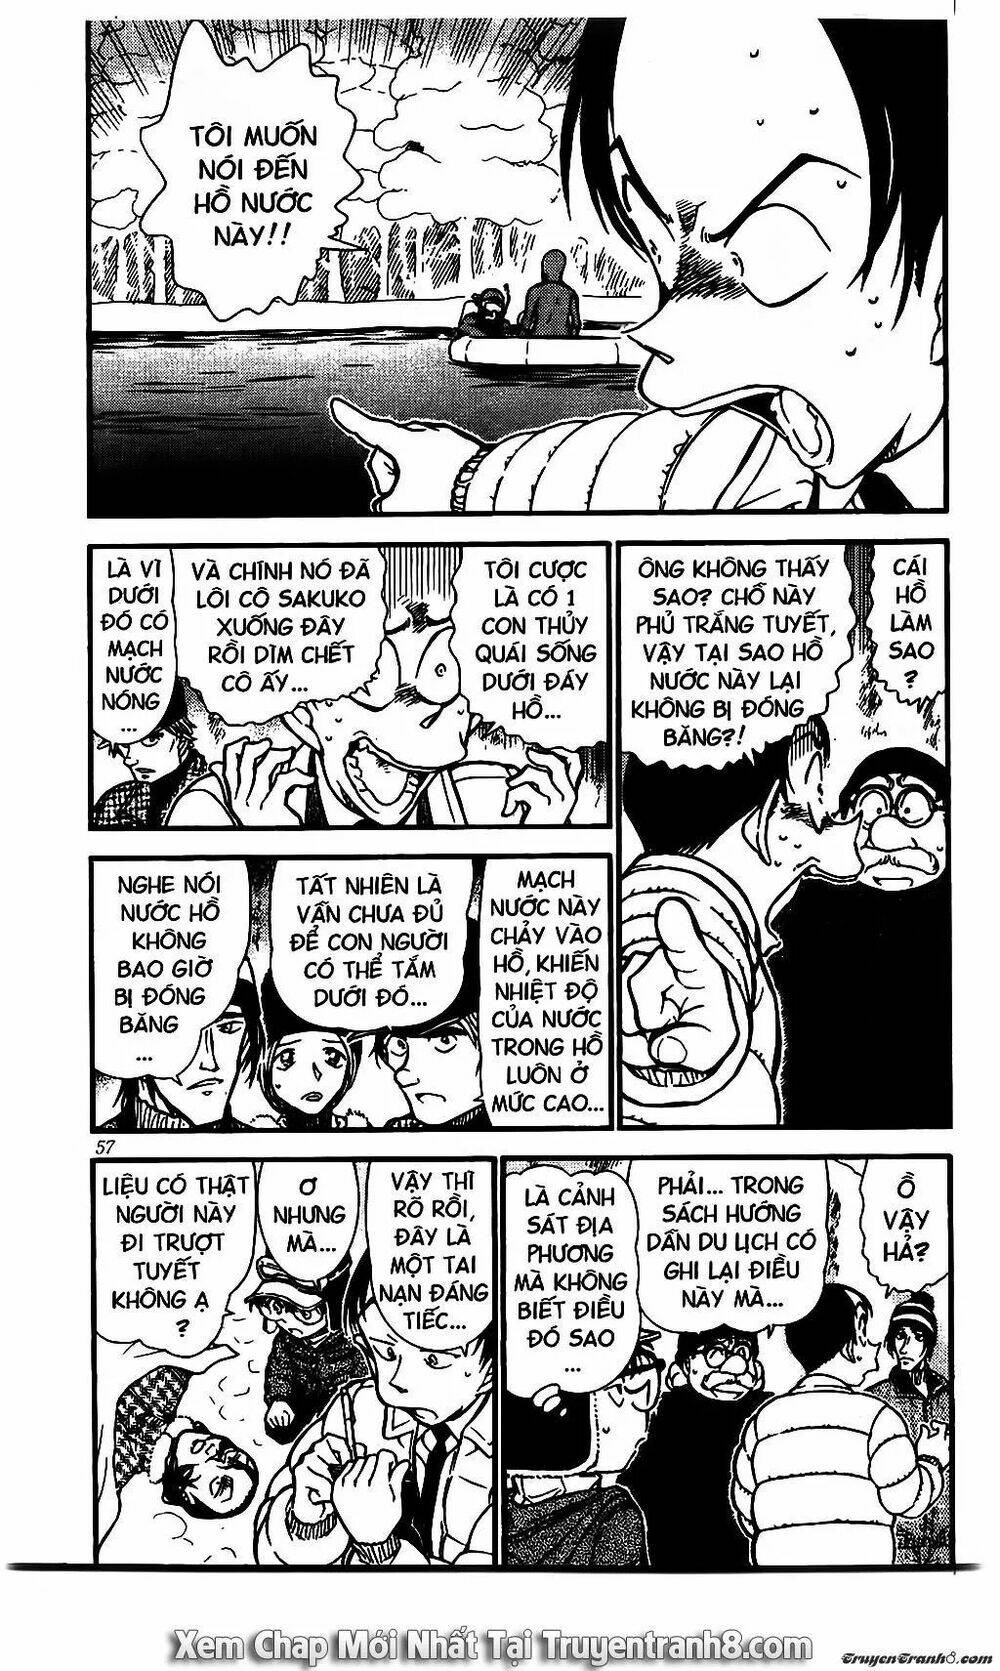 TÔI MUỐN
NÓI ĐẾN
HỒ NƯỚC
NÀY!!
CÁI
HỒ
LÀM
SAO
?
ÔNG KHÔNG THẤY
SAO? CHỖ NÀY
PHỦ TRẮNG TUYẾT,
VẬY TẠI SAO HỒ
NƯỚC NÀY LẠI
KHÔNG BỊ ĐÓNG
BĂNG?!
TÔI CƯỢC
LÀ CÓ 1
CON THỦY
QUÁI SỐNG
DƯỚI ĐÁY
HỒ...
VÀ CHÍNH NÓ ĐÃ
LÔI CÔ SAKUKO
XUỐNG ĐÂY
RỒI DÌM CHẾT
CÔ ẤY...
LÀ VÌ
DƯỚI
ĐÓ CÓ
MẠCH
NƯỚC
NÓNG
...
MẠCH
NƯỚC NÀY
CHẢY VÀO
HỒ, KHIẾN
NHIỆT ĐỘ
CỦA NƯỚC
TRONG HỒ
LUÔN Ở
MỨC CAO...
TẤT NHIÊN LÀ
VẪN CHƯA ĐỦ
ĐỂ CON NGƯỜI
CÓ THỂ TẮM
DƯỚI ĐÓ...
NGHE NÓI
NƯỚC HỒ
KHÔNG
BAO GIỜ
BỊ ĐÓNG
BĂNG
...
57
Ồ
VẬY
HẢ?
PHẢI... TRONG
SÁCH HƯỚNG
DẪN DU LỊCH CÓ
GHI LẠI ĐIỀU
NÀY MÀ...
LÀ CẢNH
SÁT ĐỊA
PHƯƠNG
MÀ KHÔNG
BIẾT ĐIỀU
ĐÓ SAO
...
VẬY THÌ
RÕ RỒI,
ĐÂY LÀ
MỘT TAI
NẠN ĐÁNG
TIẾC...
Ơ
NHƯNG
MÀ...
LIỆU CÓ THẬT
NGƯỜI NÀY
ĐI TRƯỢT
TUYẾT
KHÔNG Ạ
?
Xem Chap Mới Nhất Tại Truyentranh8.com
TruyenTranh8.com